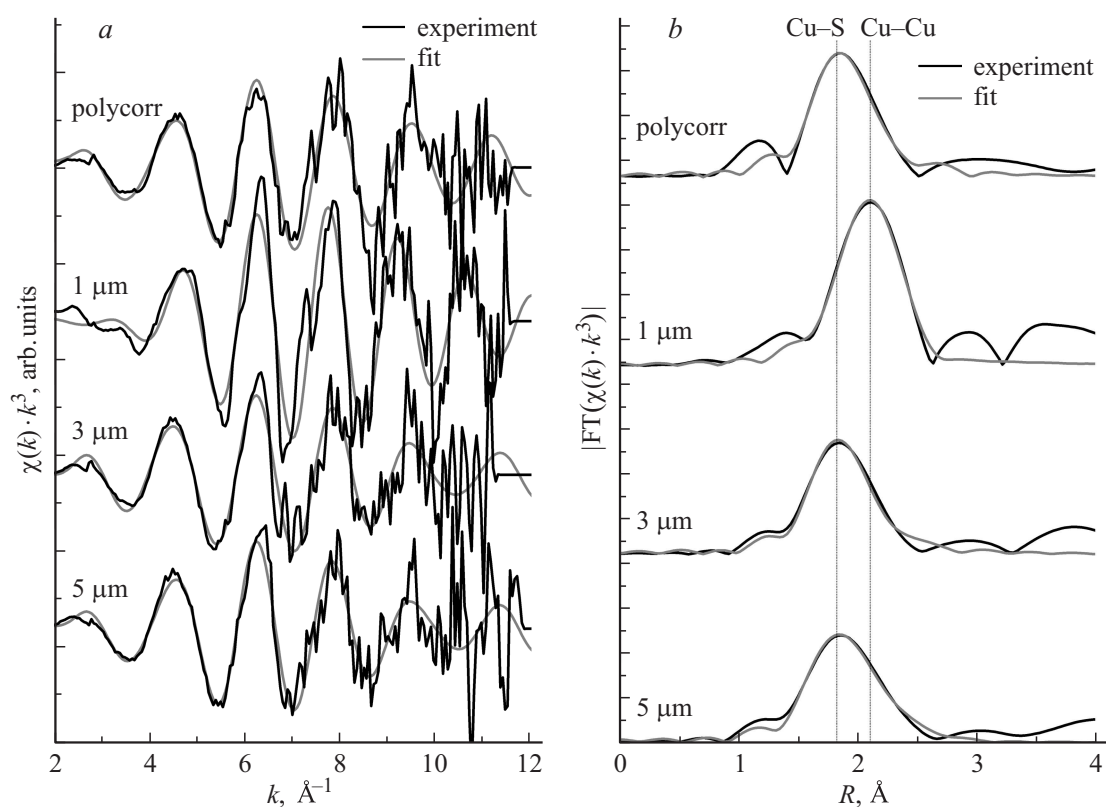 a
experiment
fit
polycorr
1 μm
3 μm
5 μm
χ(k)·k³, arb. units
2 4 6 8 10 12
k, Å⁻¹
b
Cu–S Cu–Cu
experiment
fit
polycorr
1 μm
3 μm
5 μm
|FT(χ(k)·k³)|
0 1 2 3 4
R, Å